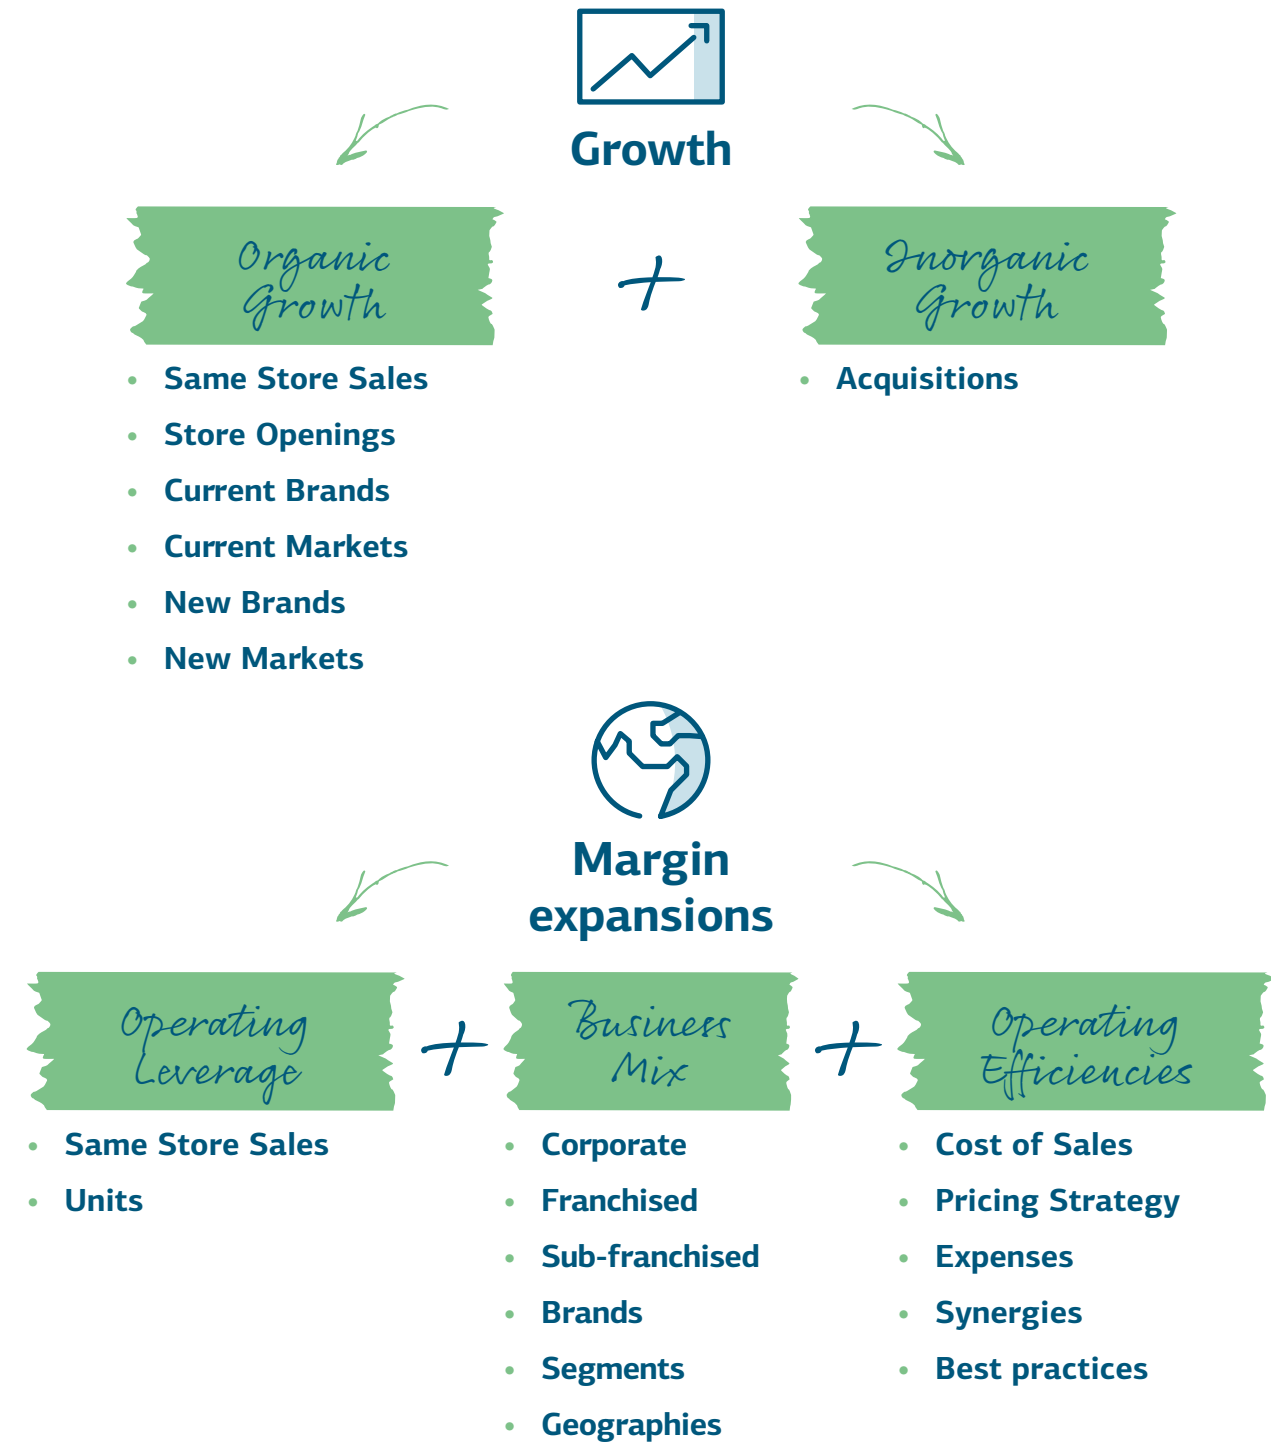 Growth
Organic
Growth
+
Inorganic
Growth
• Same Store Sales
• Store Openings
• Current Brands
• Current Markets
• New Brands
• New Markets
• Acquisitions
Margin
expansions
Operating
Leverage
+
Business
Mix
+
Operating
Efficiencies
• Same Store Sales
• Units
• Corporate
• Franchised
• Sub-franchised
• Brands
• Segments
• Geographies
• Cost of Sales
• Pricing Strategy
• Expenses
• Synergies
• Best practices